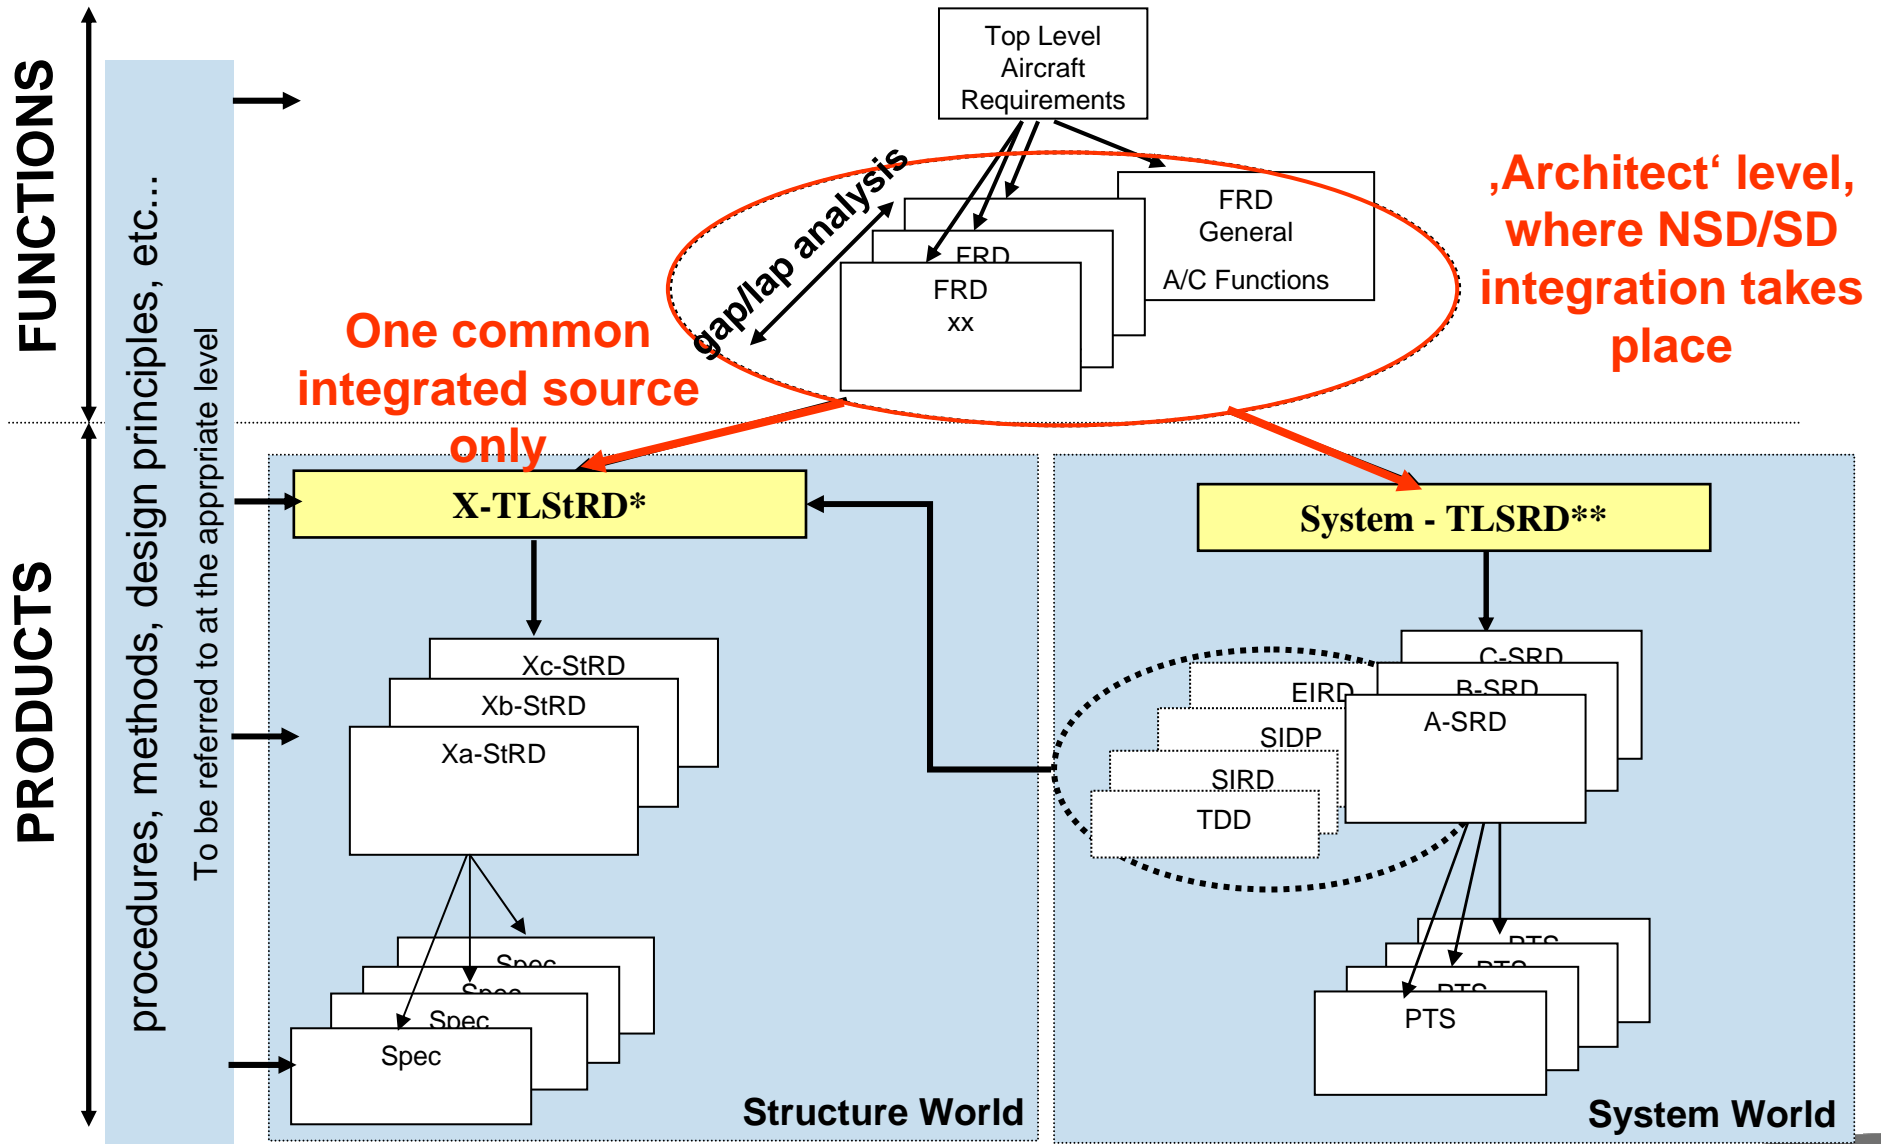 FUNCTIONS
PRODUCTS
procedures, methods, design principles, etc...
To be referred to at the apprpriate level
Top Level
Aircraft
Requirements
gap/lap analysis
FRD
General
A/C Functions
FRD
FRD
xx
‚Architect‘ level,
where NSD/SD
integration takes
place
One common
integrated source
only
X-TLStRD*
Xc-StRD
Xb-StRD
Xa-StRD
Spec
Spec
Spec
Spec
Structure World
System - TLSRD**
C-SRD
B-SRD
A-SRD
EIRD
SIDP
SIRD
TDD
PTS
PTS
PTS
PTS
System World